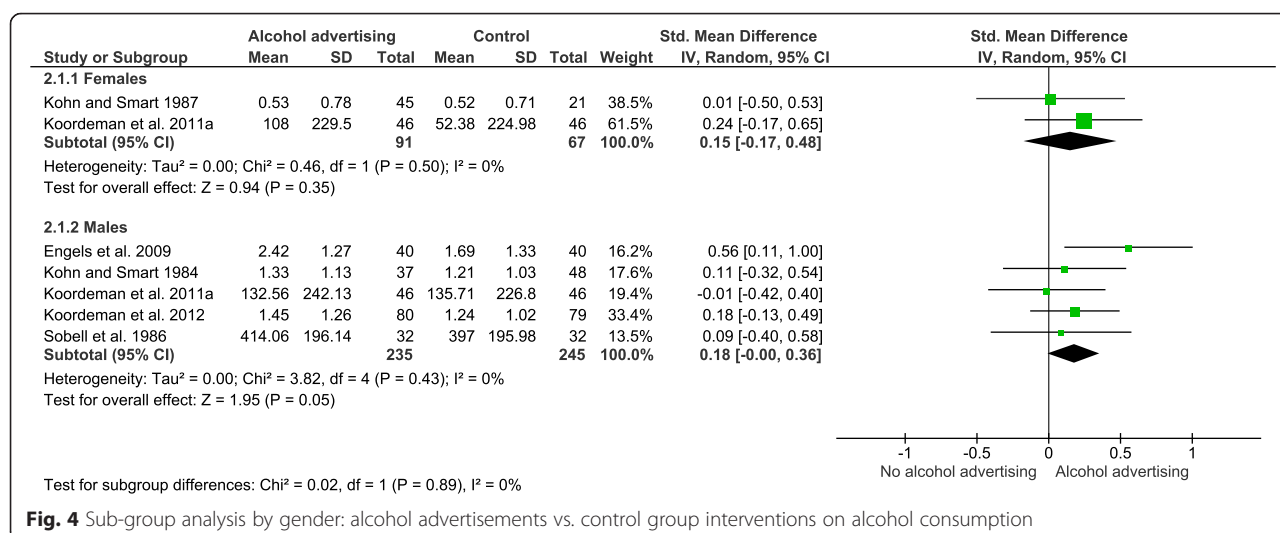 Alcohol advertising Control Std. Mean Difference Std. Mean Difference
Study or Subgroup Mean SD Total Mean SD Total Weight IV, Random, 95% CI IV, Random, 95% CI
2.1.1 Females
Kohn and Smart 1987 0.53 0.78 45 0.52 0.71 21 38.5% 0.01 [-0.50, 0.53]
Koordeman et al. 2011a 108 229.5 46 52.38 224.98 46 61.5% 0.24 [-0.17, 0.65]
Subtotal (95% CI) 91 67 100.0% 0.15 [-0.17, 0.48]
Heterogeneity: Tau² = 0.00; Chi² = 0.46, df = 1 (P = 0.50); I² = 0%
Test for overall effect: Z = 0.94 (P = 0.35)
2.1.2 Males
Engels et al. 2009 2.42 1.27 40 1.69 1.33 40 16.2% 0.56 [0.11, 1.00]
Kohn and Smart 1984 1.33 1.13 37 1.21 1.03 48 17.6% 0.11 [-0.32, 0.54]
Koordeman et al. 2011a 132.56 242.13 46 135.71 226.8 46 19.4% -0.01 [-0.42, 0.40]
Koordeman et al. 2012 1.45 1.26 80 1.24 1.02 79 33.4% 0.18 [-0.13, 0.49]
Sobell et al. 1986 414.06 196.14 32 397 195.98 32 13.5% 0.09 [-0.40, 0.58]
Subtotal (95% CI) 235 245 100.0% 0.18 [-0.00, 0.36]
Heterogeneity: Tau² = 0.00; Chi² = 3.82, df = 4 (P = 0.43); I² = 0%
Test for overall effect: Z = 1.95 (P = 0.05)
-1 -0.5 0 0.5 1
No alcohol advertising Alcohol advertising
Test for subgroup differences: Chi² = 0.02, df = 1 (P = 0.89), I² = 0%
Fig. 4 Sub-group analysis by gender: alcohol advertisements vs. control group interventions on alcohol consumption